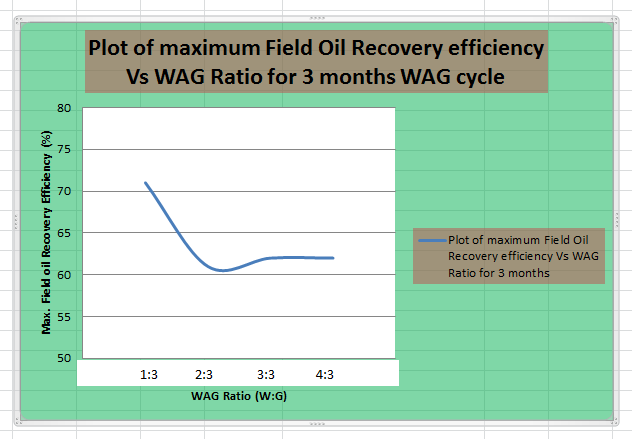 Plot of maximum Field Oil Recovery efficiency
Vs WAG Ratio for 3 months WAG cycle
80
75
70
65
60
55
50
Max. Field oil Recovery Efficiency (%)
1:3
2:3
3:3
4:3
WAG Ratio (W:G)
Plot of maximum Field Oil
Recovery efficiency Vs WAG
Ratio for 3 months